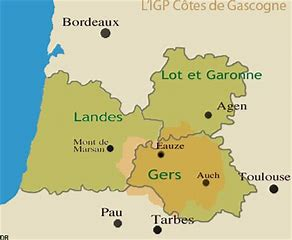 L'IGP Côtes de Gascogne
Bordeaux
Lot et Garonne
Landes
Agen
Mont de
Marsan
Eauze
Gers
Auch
Toulouse
Pau
Tarbes
DR